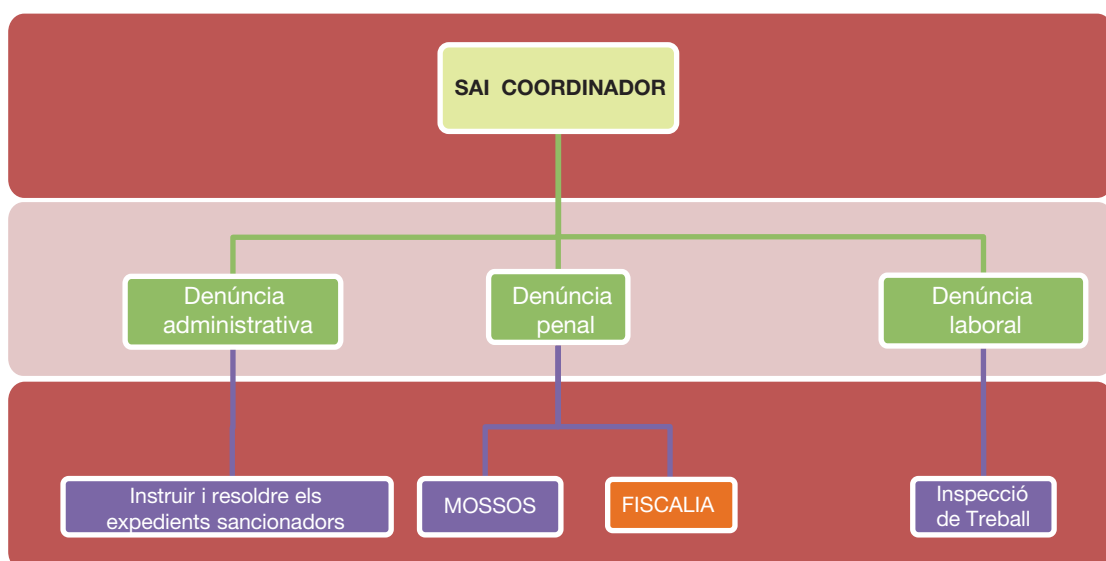 SAI COORDINADOR
Denúncia
administrativa
Denúncia
penal
Denúncia
laboral
Instruir i resoldre els
expedients sancionadors
MOSSOS
FISCALIA
Inspecció
de Treball